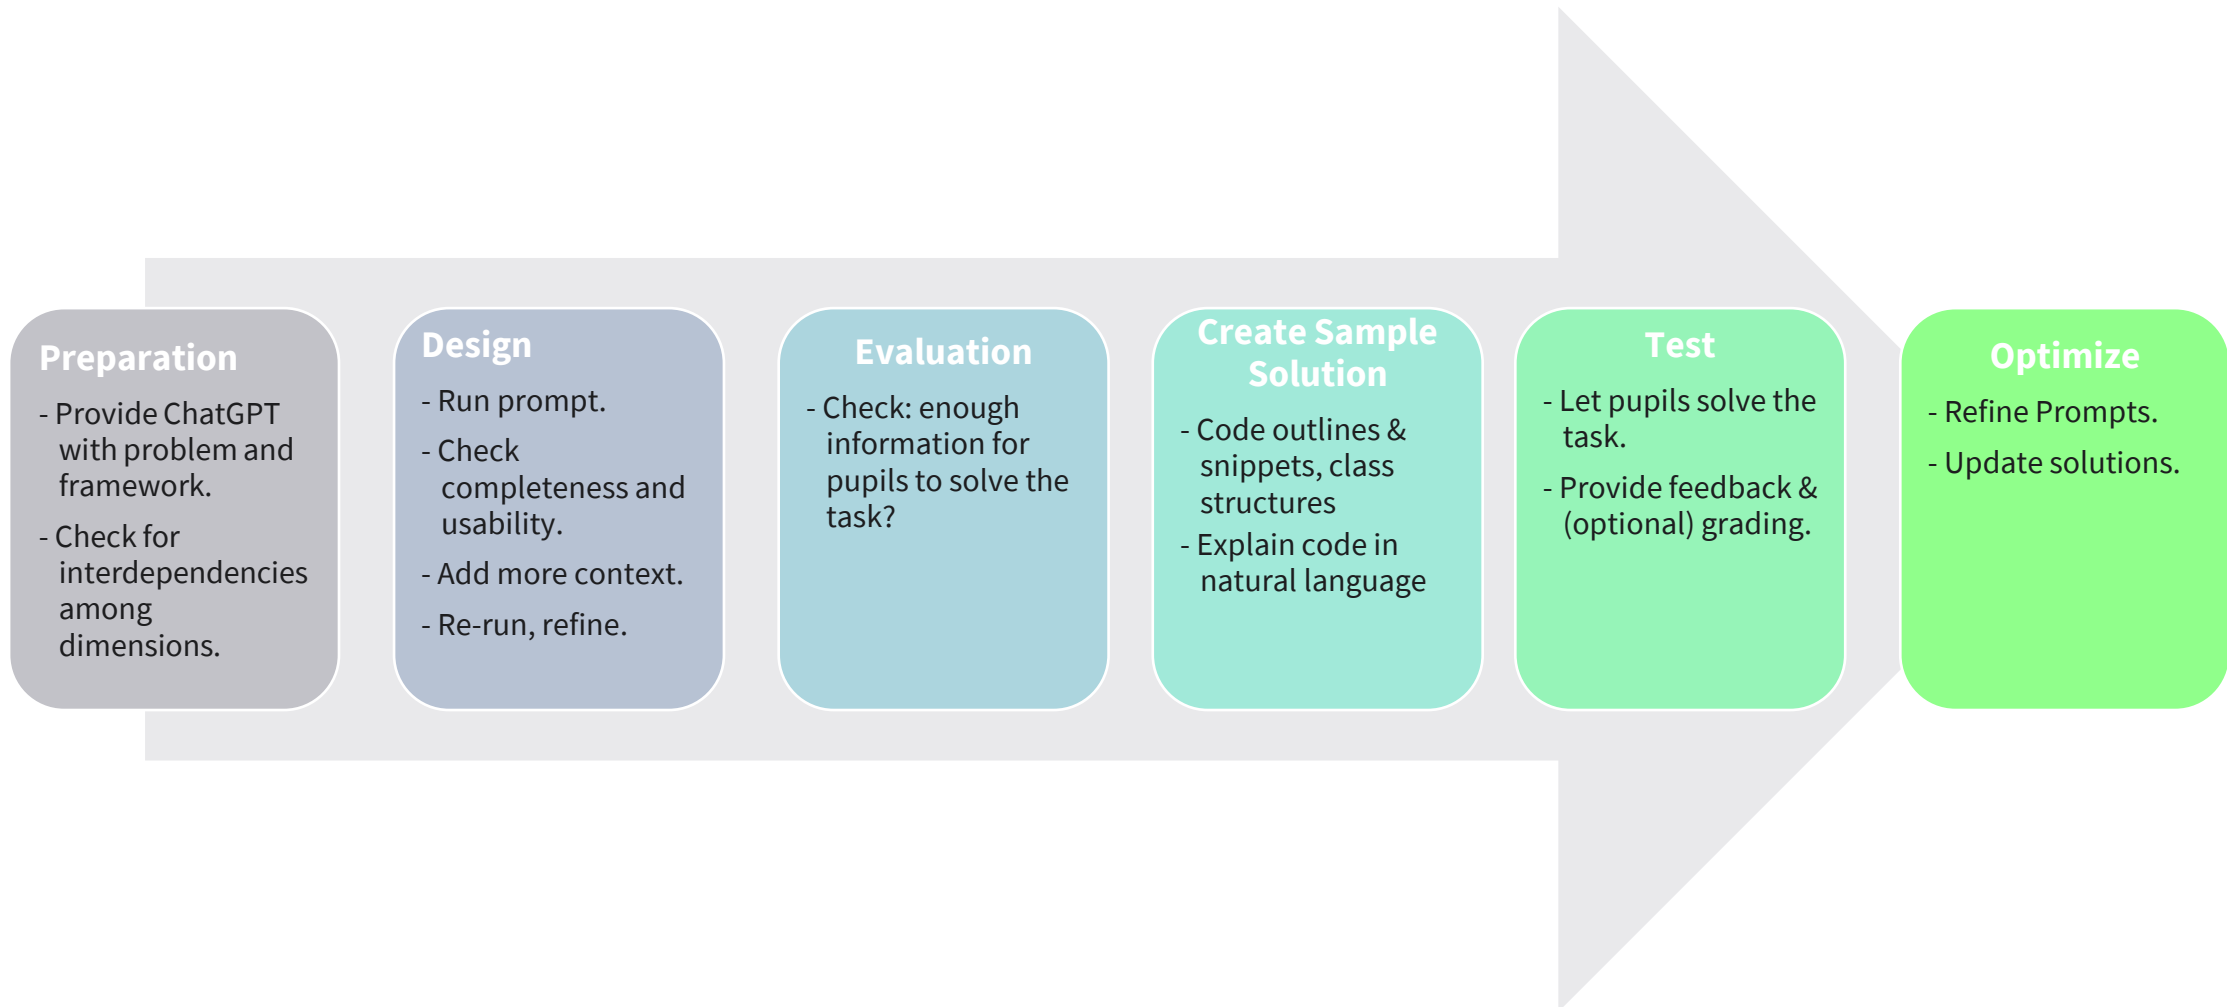 Preparation
- Provide ChatGPT
with problem and
framework.
- Check for
interdependencies
among
dimensions.
Design
- Run prompt.
- Check
completeness and
usability.
- Add more context.
- Re-run, refine.
Evaluation
- Check: enough
information for
pupils to solve the
task?
Create Sample
Solution
- Code outlines &
snippets, class
structures
- Explain code in
natural language
Test
- Let pupils solve the
task.
- Provide feedback &
(optional) grading.
Optimize
- Refine Prompts.
- Update solutions.